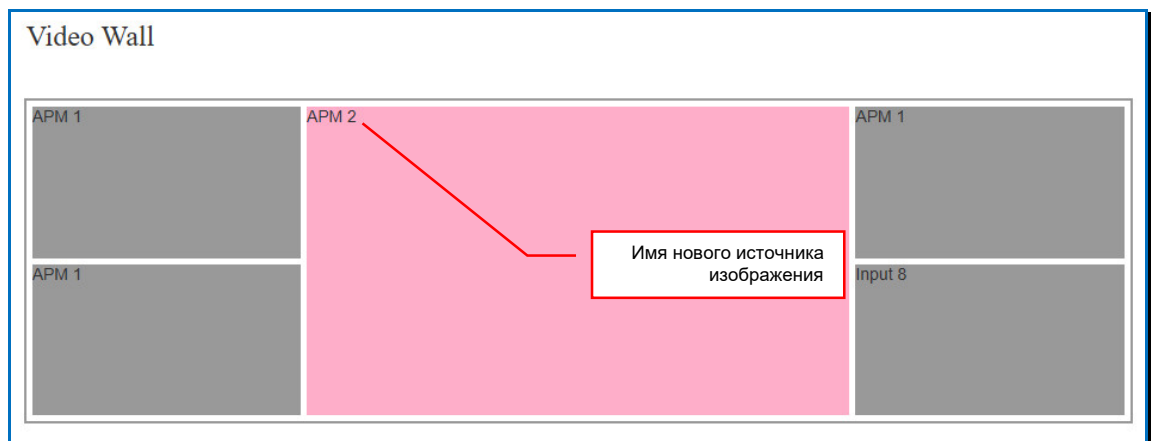 Video Wall
АРМ 1
АРМ 2
АРМ 1
Имя нового источника
изображения
АРМ 1
Input 8